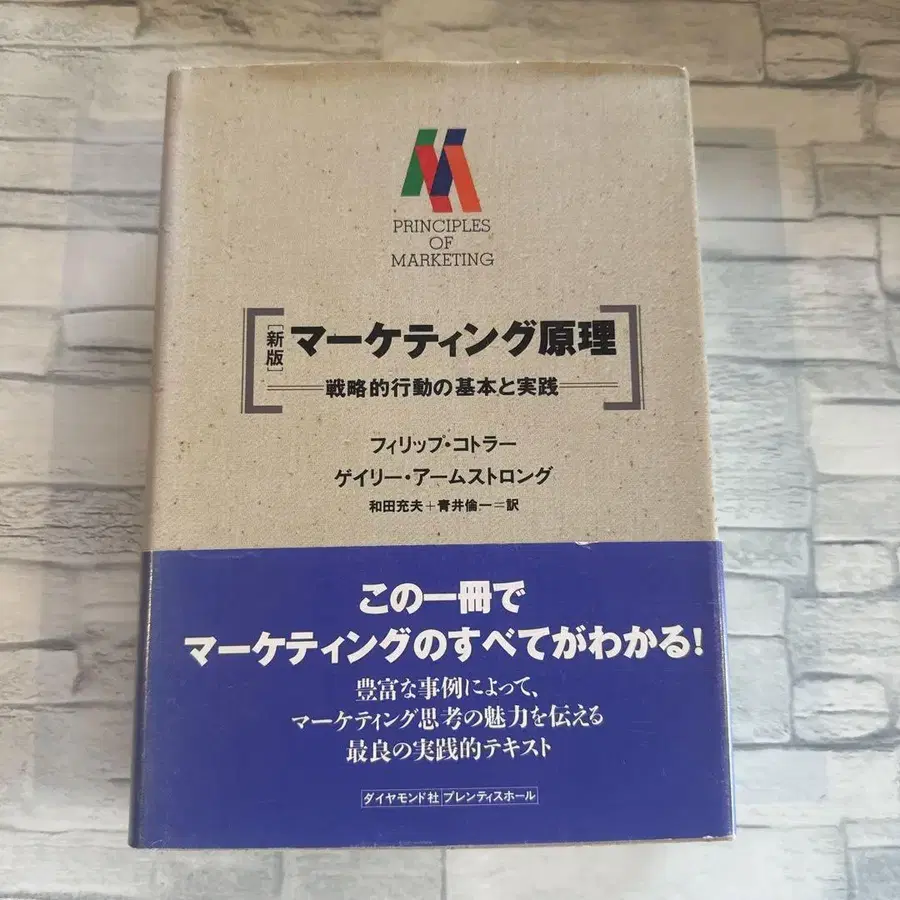 PRINCIPLES
OF
MARKETING
[新版]
マーケティング原理
戦略的行動の基本と実践
フィリップ・コトラー
ゲイリー・アームストロング
和田充夫+青井倫一=訳
この一冊で
マーケティングのすべてがわかる!
豊富な事例によって、
マーケティング思考の魅力を伝える
最良の実践的テキスト
ダイヤモンド社 プレンティスホール